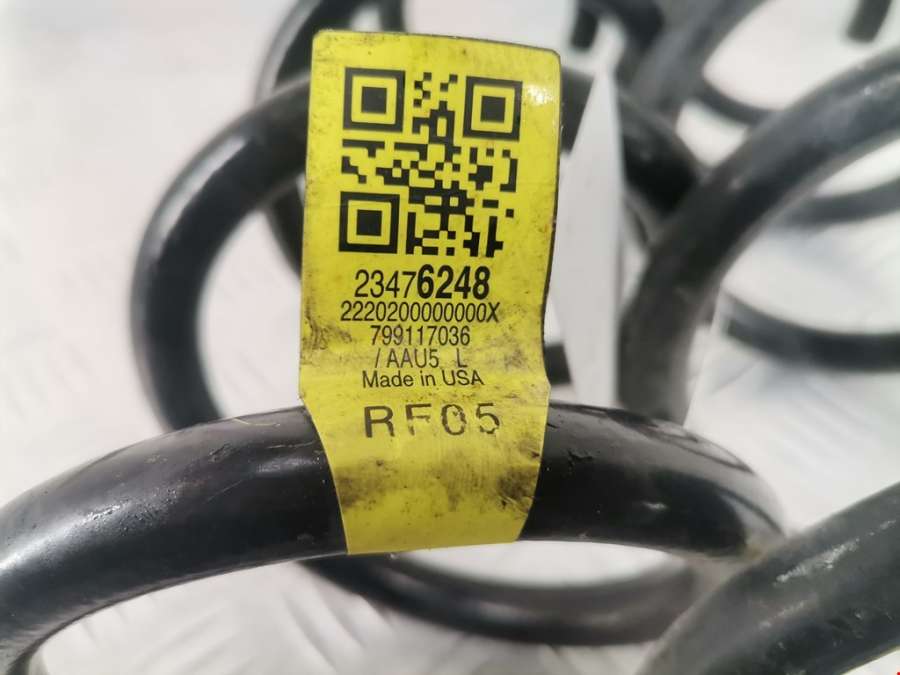 23476248
2220200000000X
799117036
/ AAU5 L
Made in USA
RF05